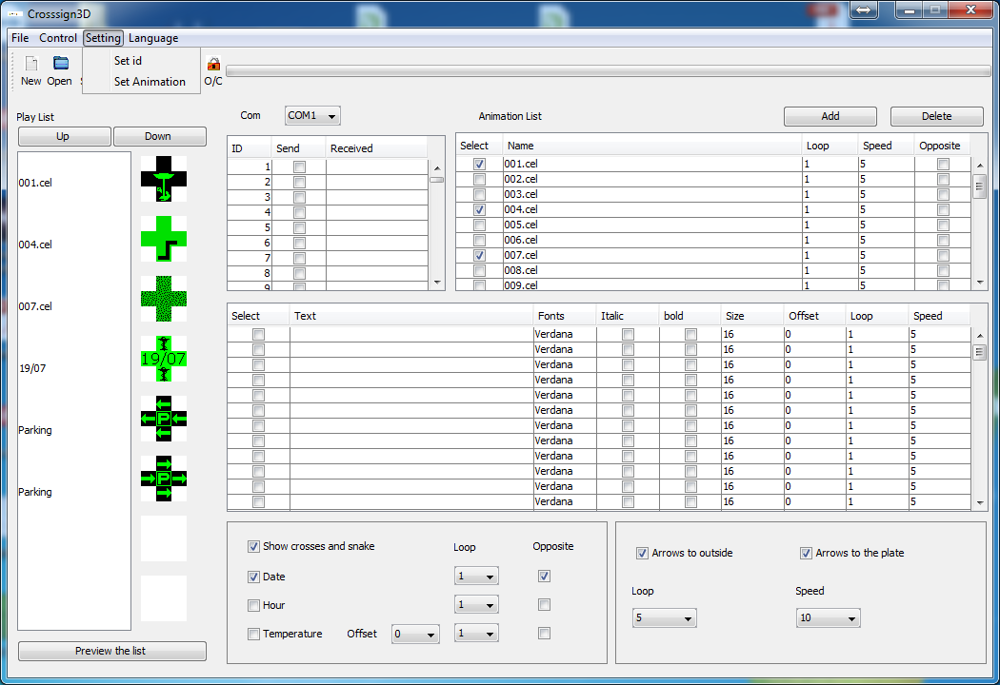 Crosssign3D
File Control Setting Language
Set id
Set Animation
New Open O/C
Play List
Up Down
001.cel
004.cel
007.cel
19/07
19/07
Parking
P
Parking
P
Preview the list
Com COM1
ID Send Received
1
2
3
4
5
6
7
8
9
Animation List Add Delete
Select Name Loop Speed Opposite
001.cel 1 5
002.cel 1 5
003.cel 1 5
004.cel 1 5
005.cel 1 5
006.cel 1 5
007.cel 1 5
008.cel 1 5
009.cel 1 5
Select Text Fonts Italic bold Size Offset Loop Speed
Verdana 16 0 1 5
Verdana 16 0 1 5
Verdana 16 0 1 5
Verdana 16 0 1 5
Verdana 16 0 1 5
Verdana 16 0 1 5
Verdana 16 0 1 5
Verdana 16 0 1 5
Verdana 16 0 1 5
Verdana 16 0 1 5
Verdana 16 0 1 5
Verdana 16 0 1 5
Show crosses and snake Loop Opposite
Date 1
Hour 1
Temperature Offset 0 1
Arrows to outside Arrows to the plate
Loop Speed
5 10